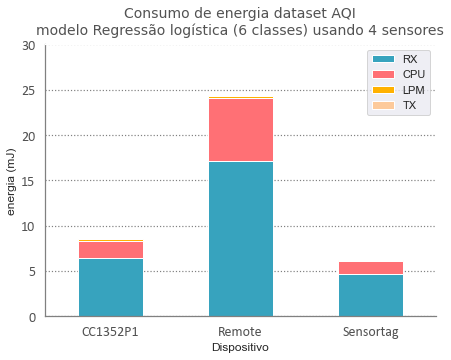 Consumo de energia dataset AQI
modelo Regressão logística (6 classes) usando 4 sensores
30
25
20
15
10
5
0
energia (mJ)
RX
CPU
LPM
TX
CC1352P1
Remote
Sensortag
Dispositivo